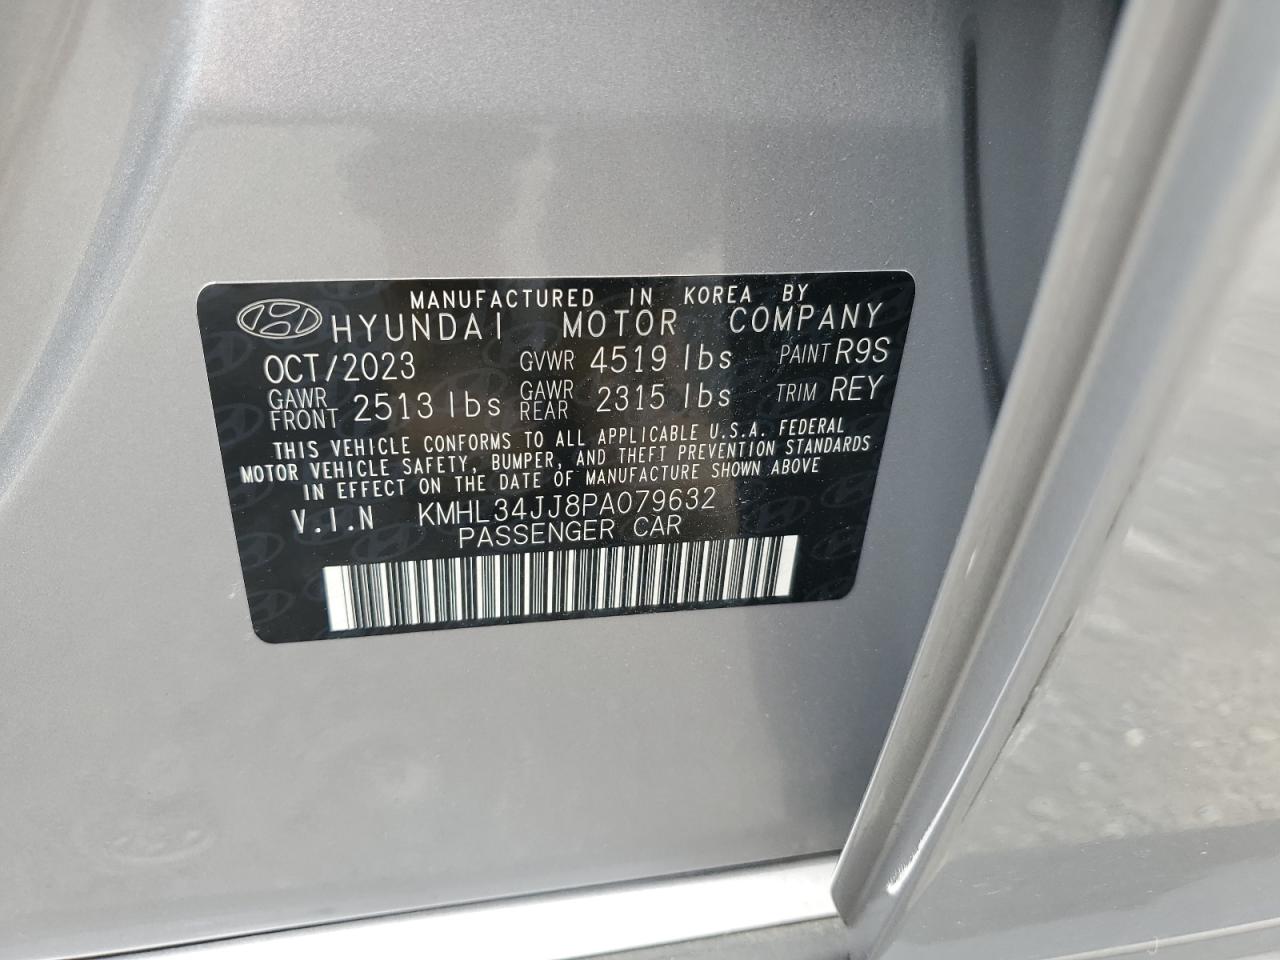 MANUFACTURED IN KOREA BY
HYUNDAI MOTOR COMPANY
OCT/2023 GVWR 4519 lbs PAINT R9S
GAWR FRONT 2513 lbs GAWR REAR 2315 lbs TRIM REY
THIS VEHICLE CONFORMS TO ALL APPLICABLE U.S.A. FEDERAL
MOTOR VEHICLE SAFETY, BUMPER, AND THEFT PREVENTION STANDARDS
IN EFFECT ON THE DATE OF MANUFACTURE SHOWN ABOVE
V.I.N KMHL34JJ8PA079632
PASSENGER CAR